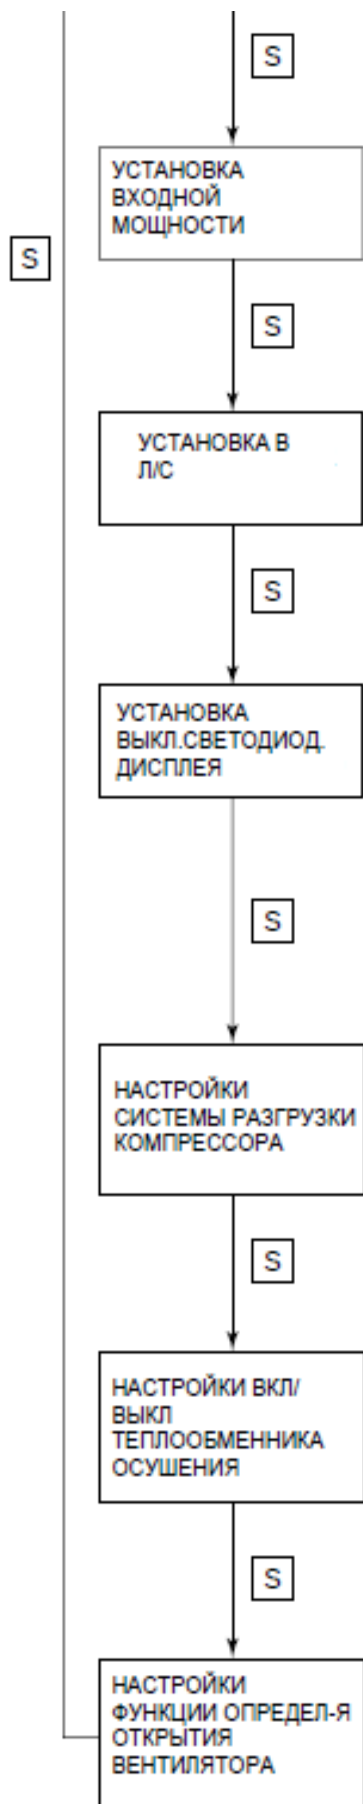 S
УСТАНОВКА
ВХОДНОЙ
МОЩНОСТИ
S
S
УСТАНОВКА В
Л/С
S
УСТАНОВКА
ВЫКЛ.СВЕТОДИОД.
ДИСПЛЕЯ
S
НАСТРОЙКИ
СИСТЕМЫ РАЗГРУЗКИ
КОМПРЕССОРА
S
НАСТРОЙКИ ВКЛ/
ВЫКЛ
ТЕПЛООБМЕННИКА
ОСУШЕНИЯ
S
НАСТРОЙКИ
ФУНКЦИИ ОПРЕДЕЛ-Я
ОТКРЫТИЯ
ВЕНТИЛЯТОРА